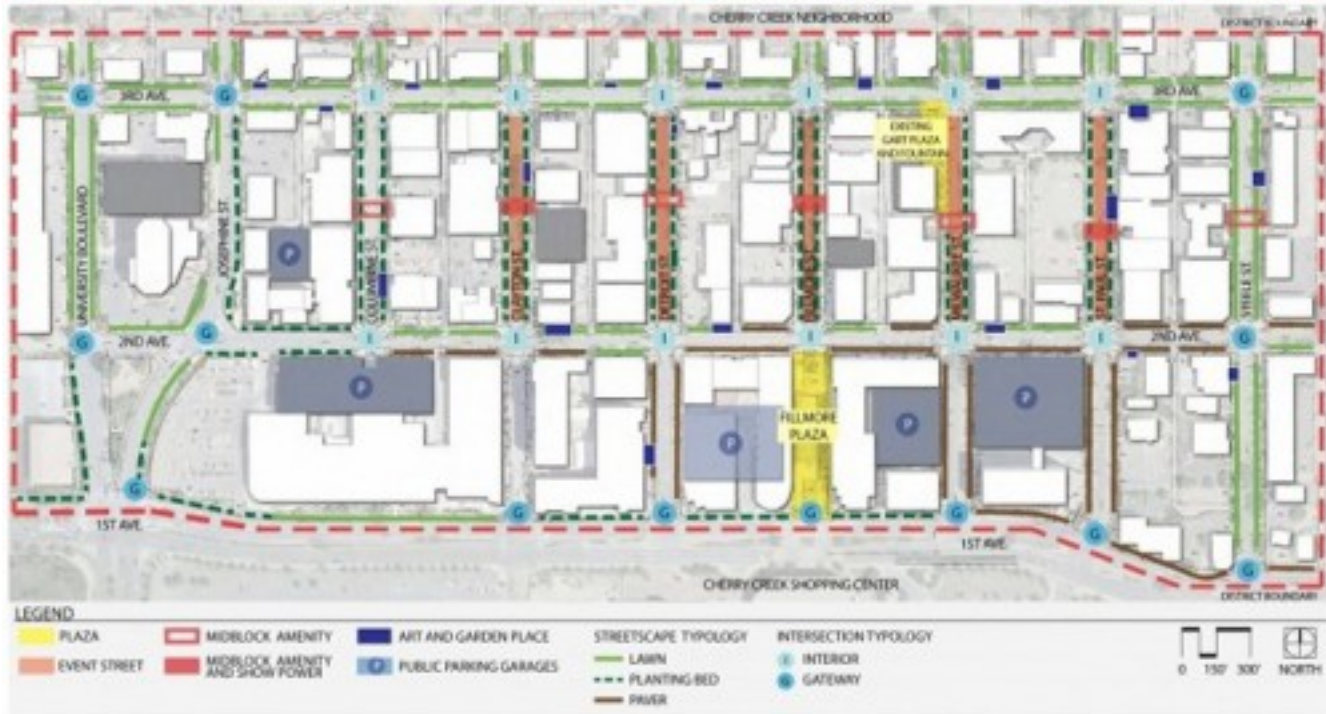 CHERRY CREEK NEIGHBORHOOD
DISTRICT BOUNDARY
G
G
I
I
I
I
I
I
G
3RD AVE.
3RD AVE.
EXISTING
GART PLAZA
AND FOUNTAIN
UNIVERSITY BOULEVARD
JOSEPHINE ST.
COLUMBINE ST.
CLAYTON ST.
DETROIT ST.
FILLMORE ST.
MILWAUKEE ST.
ST. PAUL ST.
STEELE ST.
P
G
2ND AVE.
G
I
I
I
I
I
I
2ND AVE.
G
P
P
FILLMORE
PLAZA
P
P
G
G
G
G
G
G
G
1ST AVE.
1ST AVE.
CHERRY CREEK SHOPPING CENTER
DISTRICT BOUNDARY
LEGEND
PLAZA
EVENT STREET
MIDBLOCK AMENITY
MIDBLOCK AMENITY
AND SHOW POWER
ART AND GARDEN PLACE
P PUBLIC PARKING GARAGES
STREETSCAPE TYPOLOGY
LAWN
PLANTING BED
PAVER
INTERSECTION TYPOLOGY
I INTERIOR
G GATEWAY
0 150' 300'
NORTH